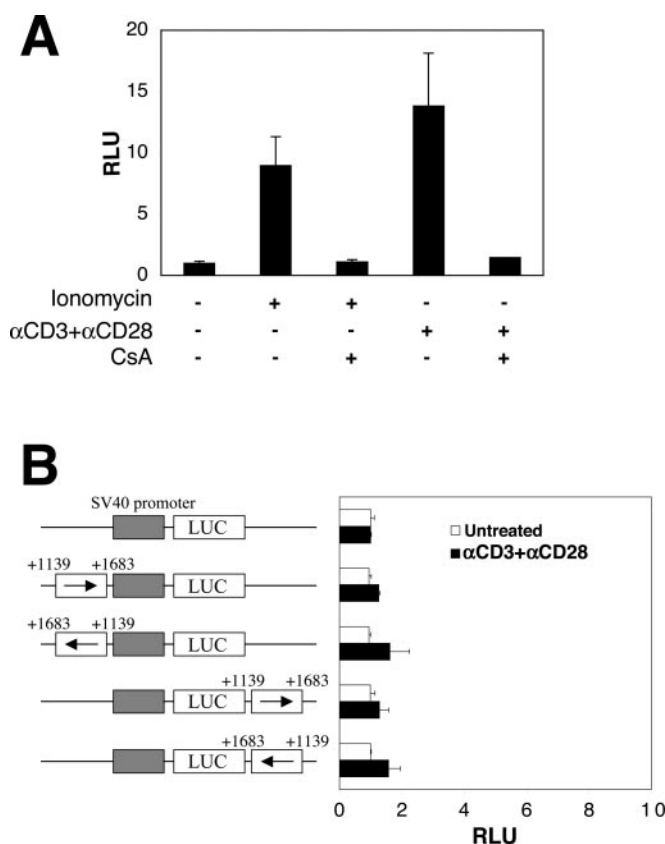 A
20
15
10
5
0
RLU
Ionomycin - + + - -
αCD3+αCD28 - - - + +
CsA - - + - +
B
SV40 promoter
LUC
+1139 +1683
LUC
+1683 +1139
LUC
+1139 +1683
LUC
+1683 +1139
LUC
Untreated
αCD3+αCD28
0 2 4 6 8 10
RLU